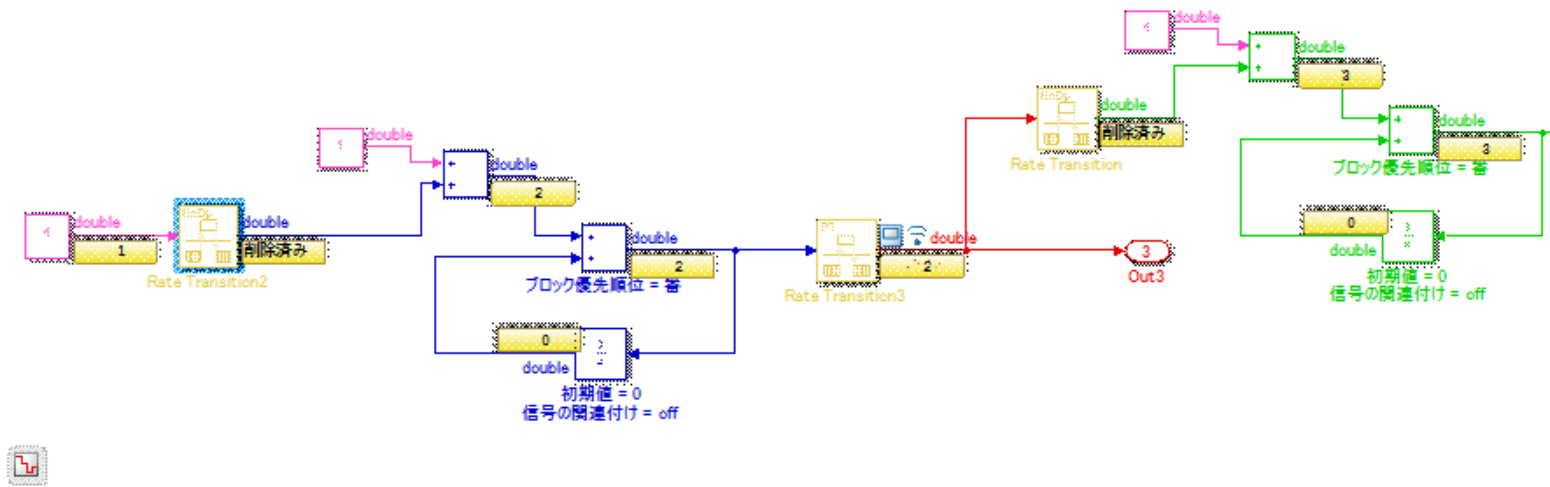 double
double
3
double
double
削除済み
3
Rate Transition
ブロック優先順位 = 番
0
double
初期値 = 0
信号の関連付け = off
double
double
2
double
1
double
削除済み
Rate Transition2
double
2
ブロック優先順位 = 番
double
2
Rate Transition3
3
Out3
0
double
初期値 = 0
信号の関連付け = off